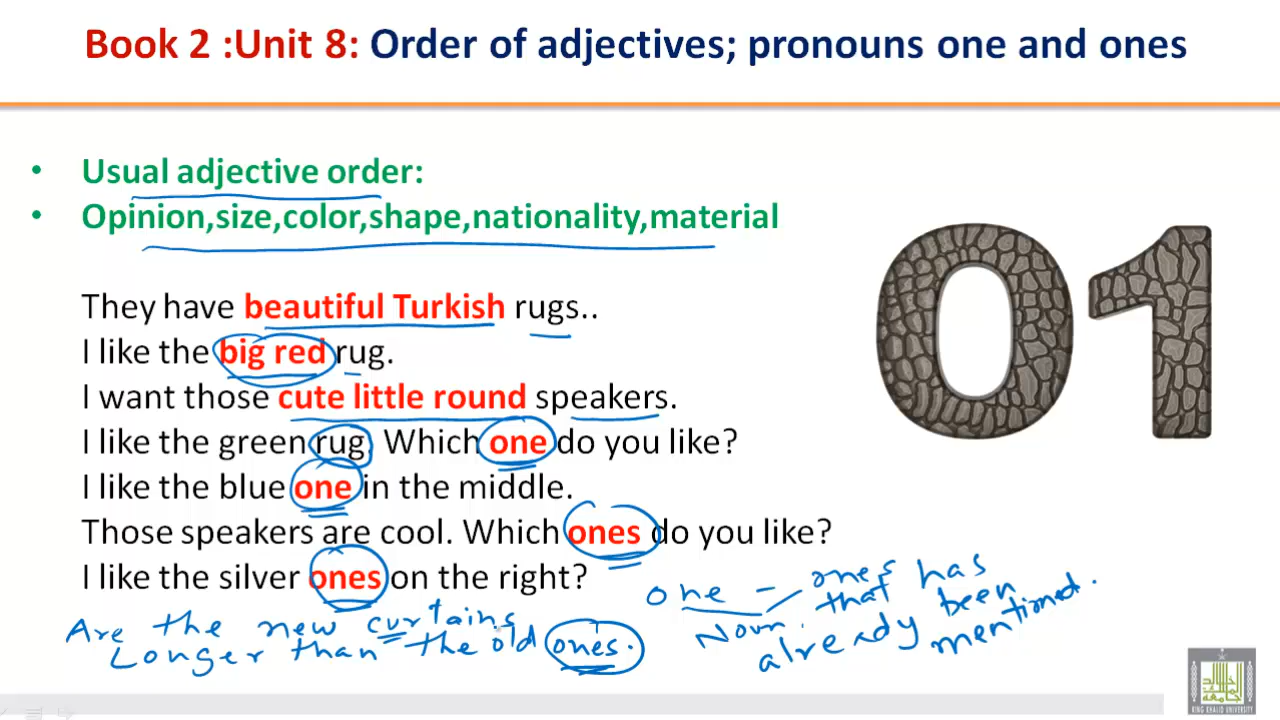 Book 2 :Unit 8: Order of adjectives; pronouns one and ones
• Usual adjective order:
• Opinion,size,color,shape,nationality,material
They have beautiful Turkish rugs..
I like the big red rug.
I want those cute little round speakers.
I like the green rug. Which one do you like?
I like the blue one in the middle.
Those speakers are cool. Which ones do you like?
I like the silver ones on the right?
Are the new curtains
Longer than the old ones.
one – ones has
Noun. that been
already mentioned.
01
KING KHALID UNIVERSITY